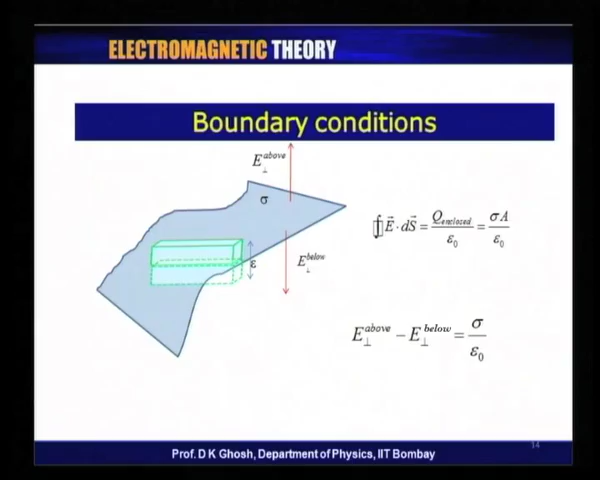 ELECTROMAGNETIC THEORY
Boundary conditions
E⊥^above
σ
∯ E⃗ · dS⃗ = Q_enclosed / ε₀ = σA / ε₀
ε
E⊥^below
E⊥^above − E⊥^below = σ / ε₀
14
Prof. D K Ghosh, Department of Physics, IIT Bombay